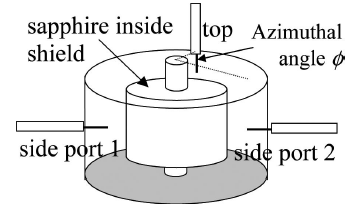 sapphire inside
shield
top
Azimuthal
angle ϕ
side port 1
side port 2